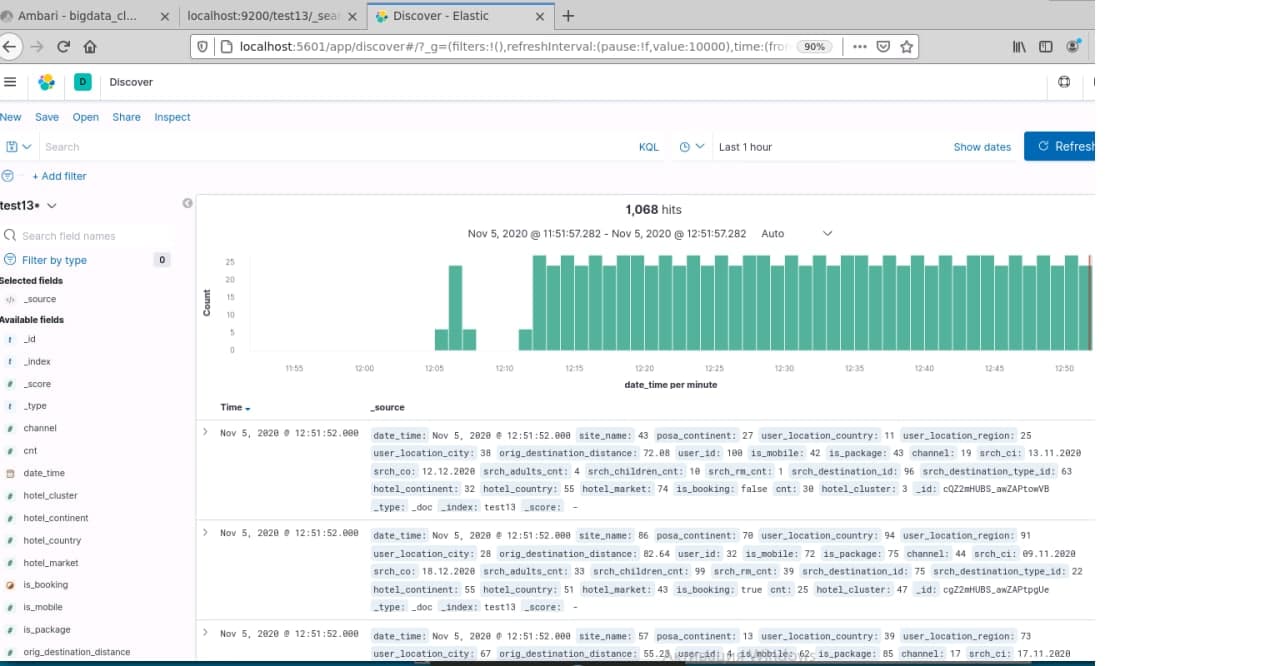 Ambari - bigdata_cl... localhost:9200/test13/_sear Discover - Elastic
localhost:5601/app/discover#/?_g=(filters:!(),refreshInterval:(pause:!f,value:10000),time:(fro 90%
D Discover
New Save Open Share Inspect
Search KQL Last 1 hour Show dates Refresh
+ Add filter
test13*
Search field names
Filter by type 0
Selected fields
_source
Available fields
t _id
t _index
# _score
t _type
# channel
# cnt
date_time
# hotel_cluster
# hotel_continent
# hotel_country
# hotel_market
is_booking
# is_mobile
# is_package
# orig_destination_distance
1,068 hits
Nov 5, 2020 @ 11:51:57.282 - Nov 5, 2020 @ 12:51:57.282 Auto
Count
25
20
15
10
5
0
11:55 12:00 12:05 12:10 12:15 12:20 12:25 12:30 12:35 12:40 12:45 12:50
date_time per minute
Time _source
Nov 5, 2020 @ 12:51:52.000 date_time: Nov 5, 2020 @ 12:51:52.000 site_name: 43 posa_continent: 27 user_location_country: 11 user_location_region: 25
user_location_city: 38 orig_destination_distance: 72.08 user_id: 100 is_mobile: 42 is_package: 43 channel: 19 srch_ci: 13.11.2020
srch_co: 12.12.2020 srch_adults_cnt: 4 srch_children_cnt: 10 srch_rm_cnt: 1 srch_destination_id: 96 srch_destination_type_id: 63
hotel_continent: 32 hotel_country: 55 hotel_market: 74 is_booking: false cnt: 30 hotel_cluster: 3 _id: cQZ2mHUBS_awZAPtowVB
_type: _doc _index: test13 _score: -
Nov 5, 2020 @ 12:51:52.000 date_time: Nov 5, 2020 @ 12:51:52.000 site_name: 86 posa_continent: 70 user_location_country: 94 user_location_region: 91
user_location_city: 28 orig_destination_distance: 82.64 user_id: 32 is_mobile: 72 is_package: 75 channel: 44 srch_ci: 09.11.2020
srch_co: 18.12.2020 srch_adults_cnt: 33 srch_children_cnt: 99 srch_rm_cnt: 39 srch_destination_id: 75 srch_destination_type_id: 22
hotel_continent: 55 hotel_country: 51 hotel_market: 43 is_booking: true cnt: 25 hotel_cluster: 47 _id: cgZ2mHUBS_awZAPtpgUe
_type: _doc _index: test13 _score: -
Nov 5, 2020 @ 12:51:52.000 date_time: Nov 5, 2020 @ 12:51:52.000 site_name: 57 posa_continent: 13 user_location_country: 39 user_location_region: 73
user_location_city: 67 orig_destination_distance: 55.23 user_id: 4 is_mobile: 62 is_package: 85 channel: 17 srch_ci: 17.11.2020